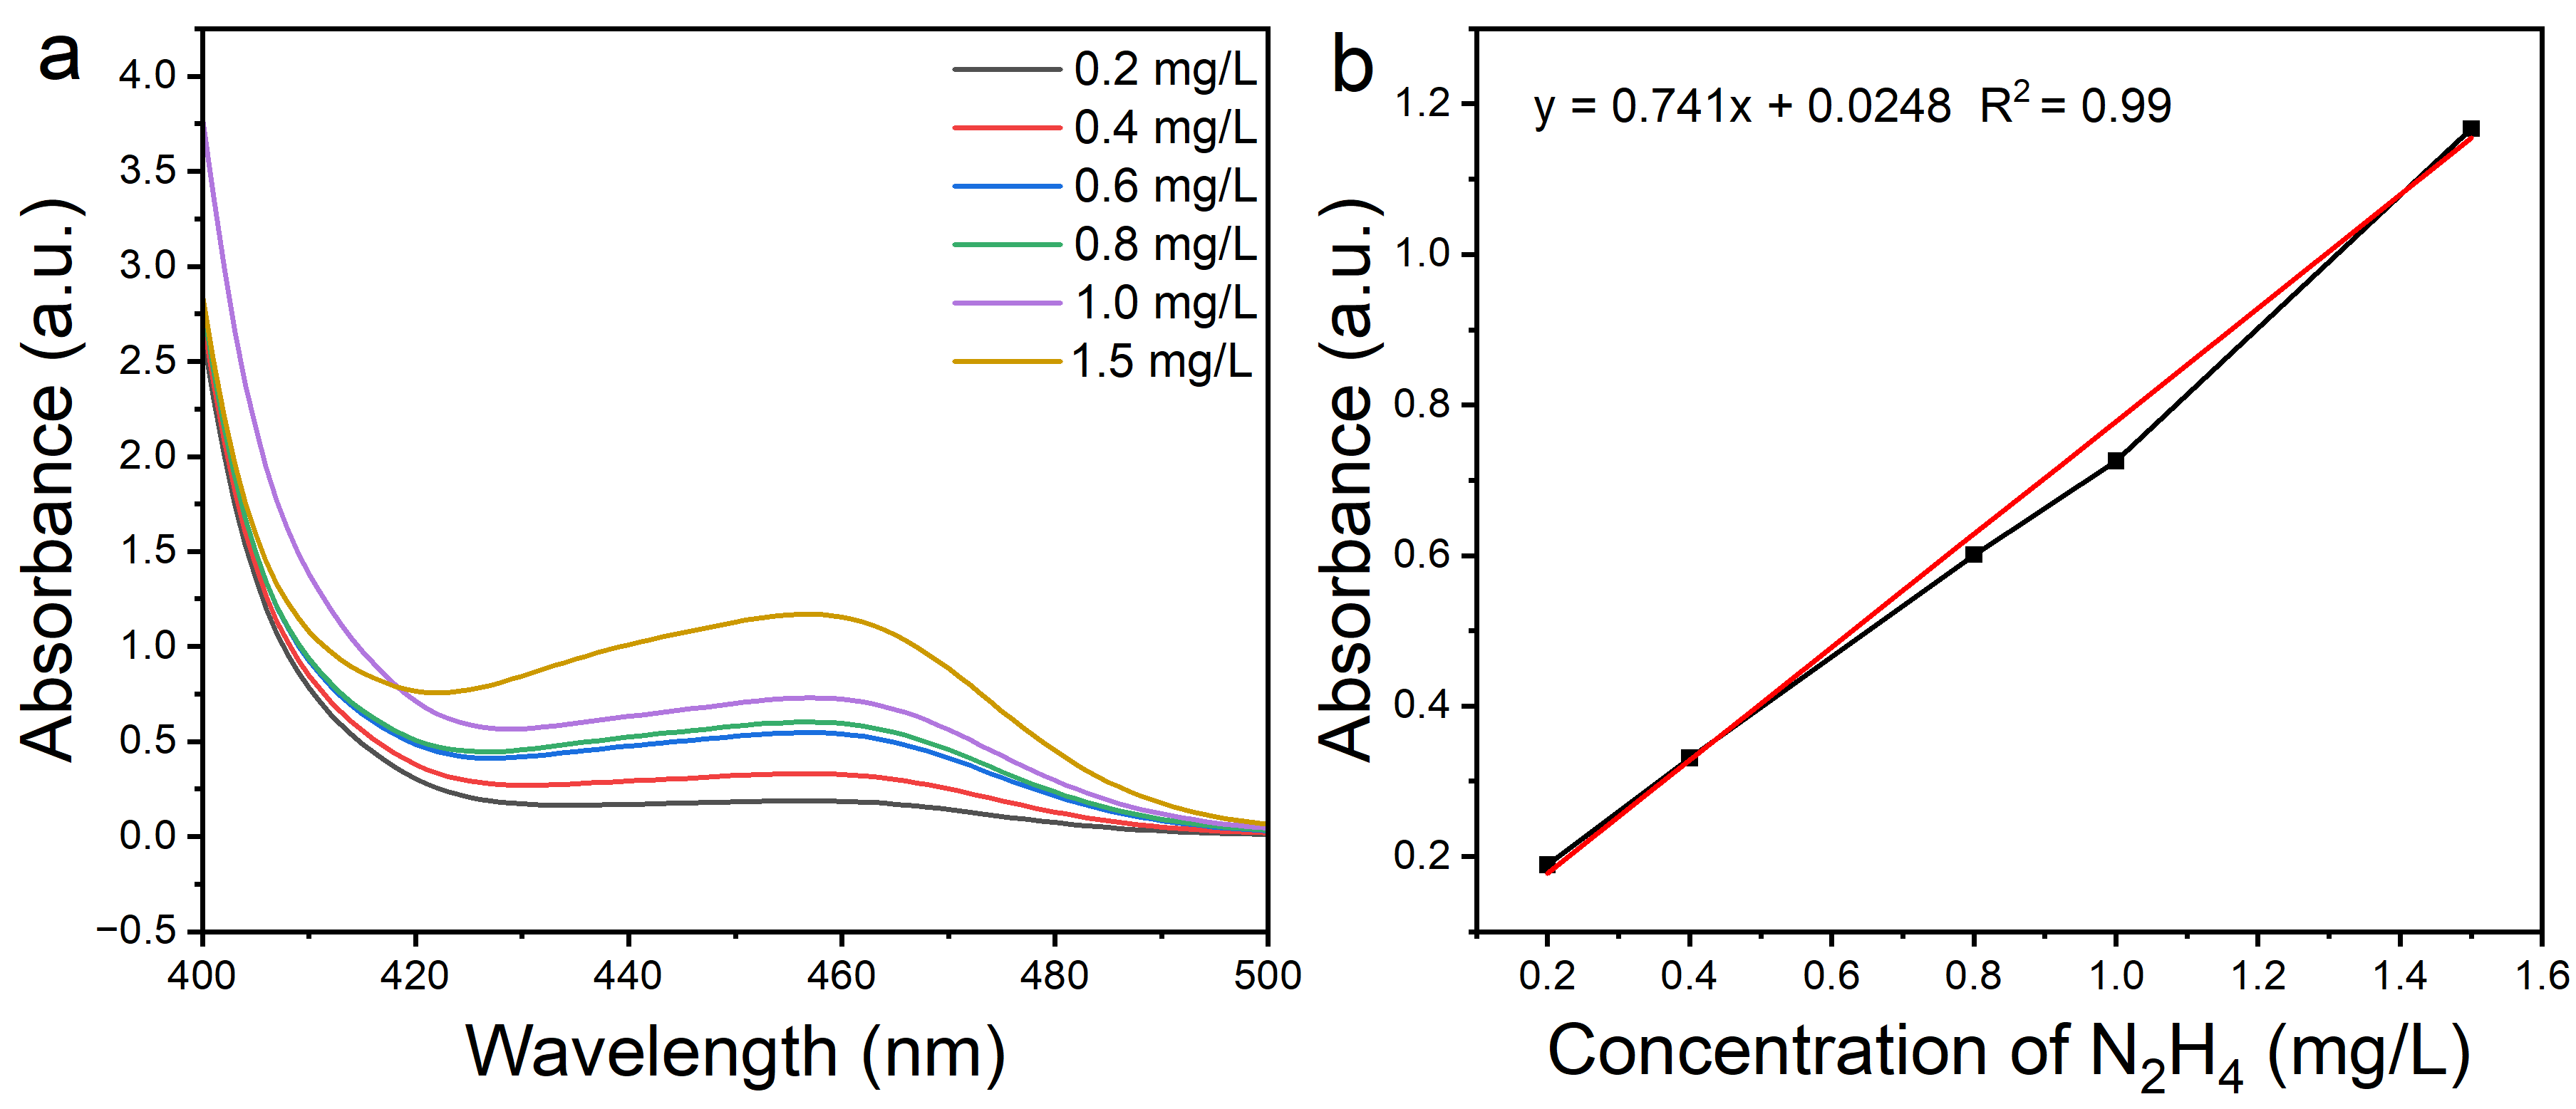 a
Absorbance (a.u.)
4.0
3.5
3.0
2.5
2.0
1.5
1.0
0.5
0.0
−0.5
400
420
440
460
480
500
Wavelength (nm)
0.2 mg/L
0.4 mg/L
0.6 mg/L
0.8 mg/L
1.0 mg/L
1.5 mg/L
b
y = 0.741x + 0.0248 R² = 0.99
Absorbance (a.u.)
1.2
1.0
0.8
0.6
0.4
0.2
0.2
0.4
0.6
0.8
1.0
1.2
1.4
1.6
Concentration of N₂H₄ (mg/L)